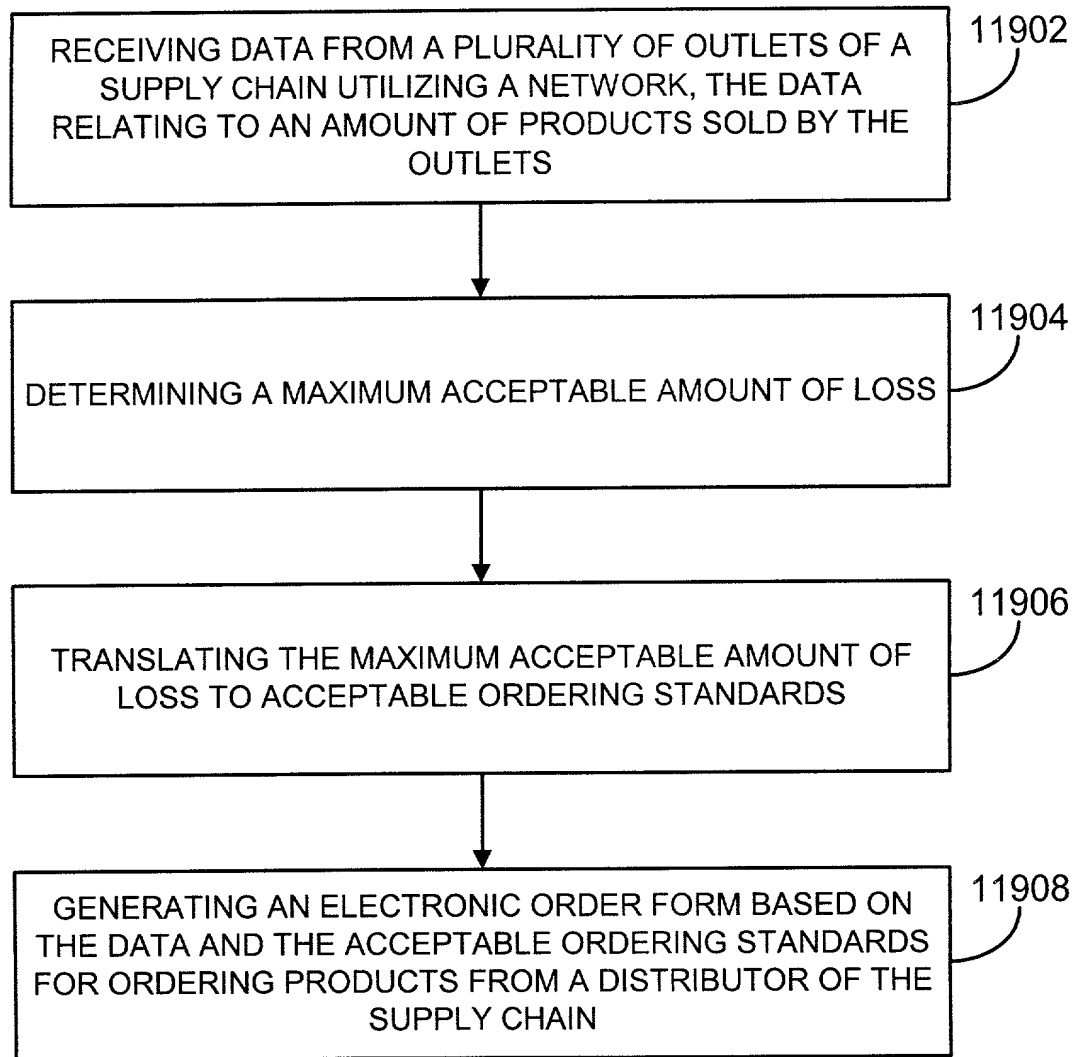 11902
RECEIVING DATA FROM A PLURALITY OF OUTLETS OF A
SUPPLY CHAIN UTILIZING A NETWORK, THE DATA
RELATING TO AN AMOUNT OF PRODUCTS SOLD BY THE
OUTLETS
11904
DETERMINING A MAXIMUM ACCEPTABLE AMOUNT OF LOSS
11906
TRANSLATING THE MAXIMUM ACCEPTABLE AMOUNT OF
LOSS TO ACCEPTABLE ORDERING STANDARDS
11908
GENERATING AN ELECTRONIC ORDER FORM BASED ON
THE DATA AND THE ACCEPTABLE ORDERING STANDARDS
FOR ORDERING PRODUCTS FROM A DISTRIBUTOR OF THE
SUPPLY CHAIN